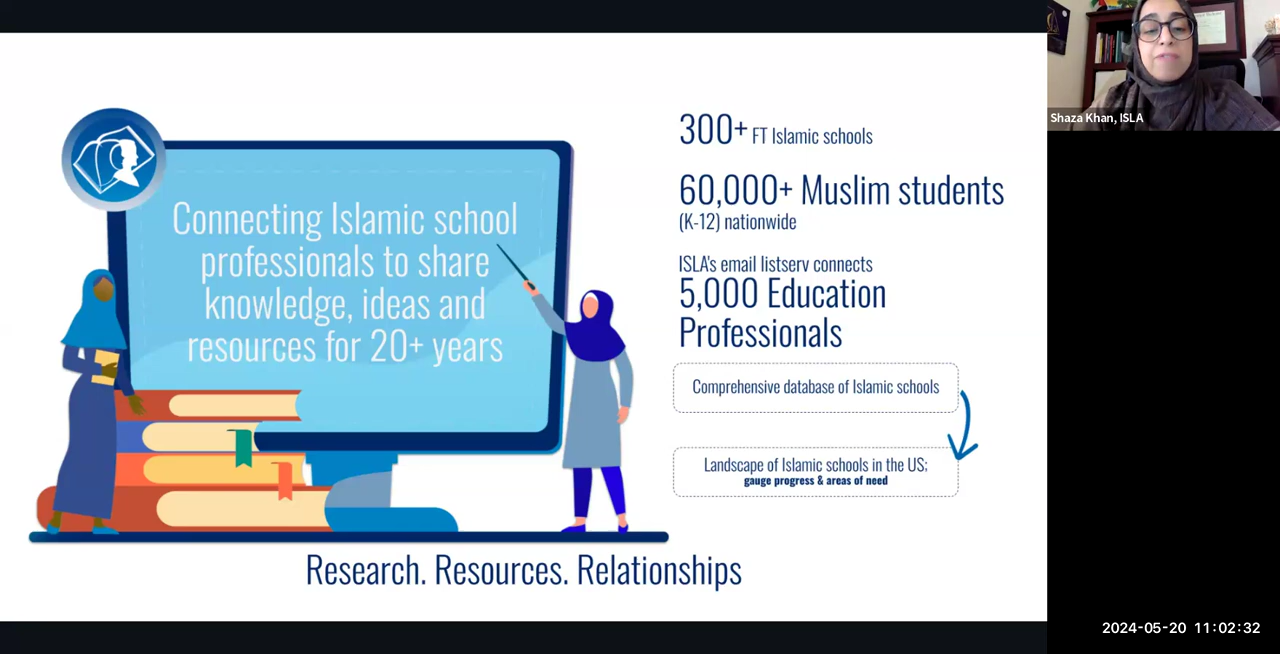 Connecting Islamic school
professionals to share
knowledge, ideas and
resources for 20+ years
300+ FT Islamic schools
60,000+ Muslim students
(K-12) nationwide
ISLA's email listserv connects
5,000 Education
Professionals
Comprehensive database of Islamic schools
Landscape of Islamic schools in the US;
gauge progress & areas of need
Research. Resources. Relationships
Shaza Khan, ISLA
2024-05-20 11:02:32